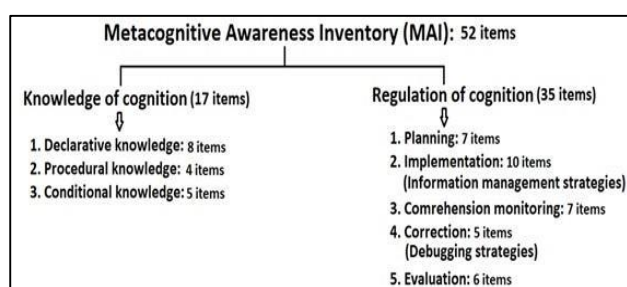 Metacognitive Awareness Inventory (MAI): 52 items
Knowledge of cognition (17 items)
1. Declarative knowledge: 8 items
2. Procedural knowledge: 4 items
3. Conditional knowledge: 5 items
Regulation of cognition (35 items)
1. Planning: 7 items
2. Implementation: 10 items
(Information management strategies)
3. Comrehension monitoring: 7 items
4. Correction: 5 items
(Debugging strategies)
5. Evaluation: 6 items